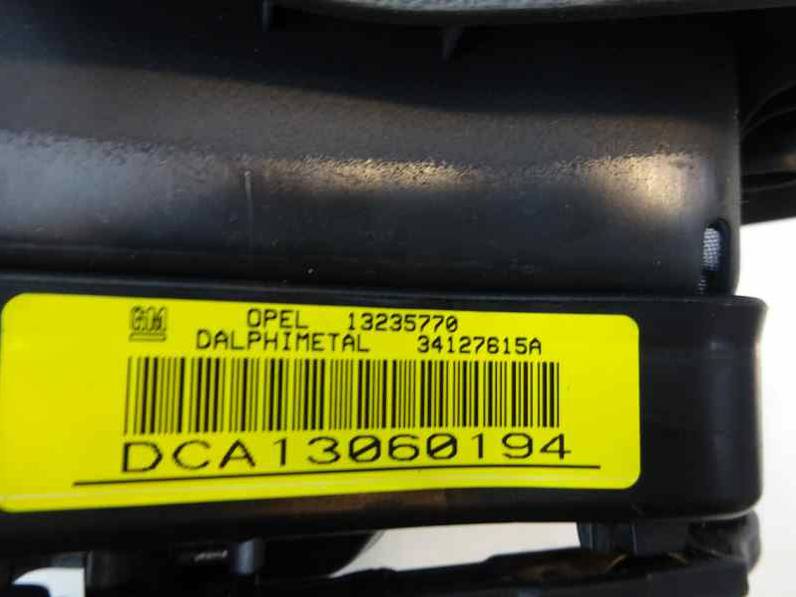 GM OPEL 13235770
DALPHIMETAL 34127615A
DCA13060194